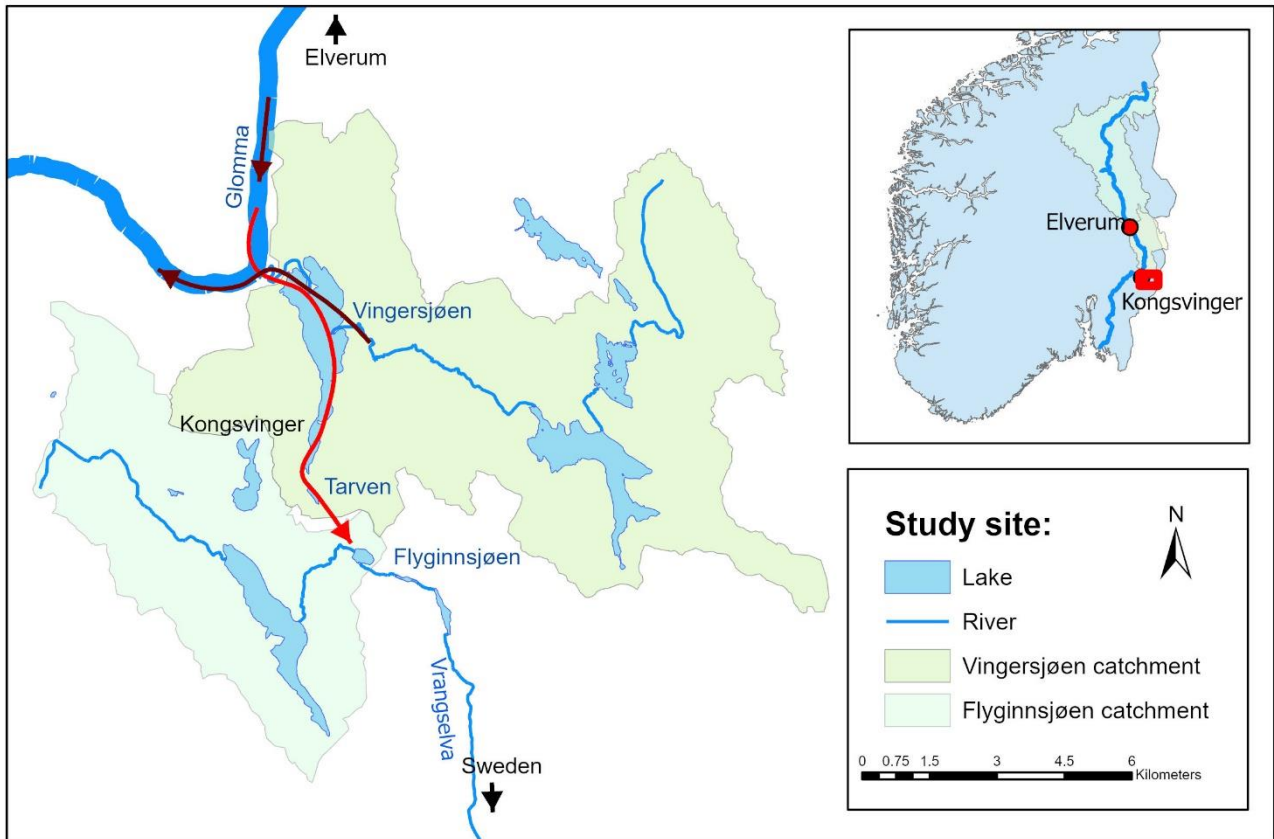 Elverum
Glomma
Vingersjøen
Kongsvinger
Tarven
Flyginnsjøen
Vrangselva
Sweden
Elverum
Kongsvinger
Study site:
N
Lake
River
Vingersjøen catchment
Flyginnsjøen catchment
0 0.75 1.5 3 4.5 6
Kilometers